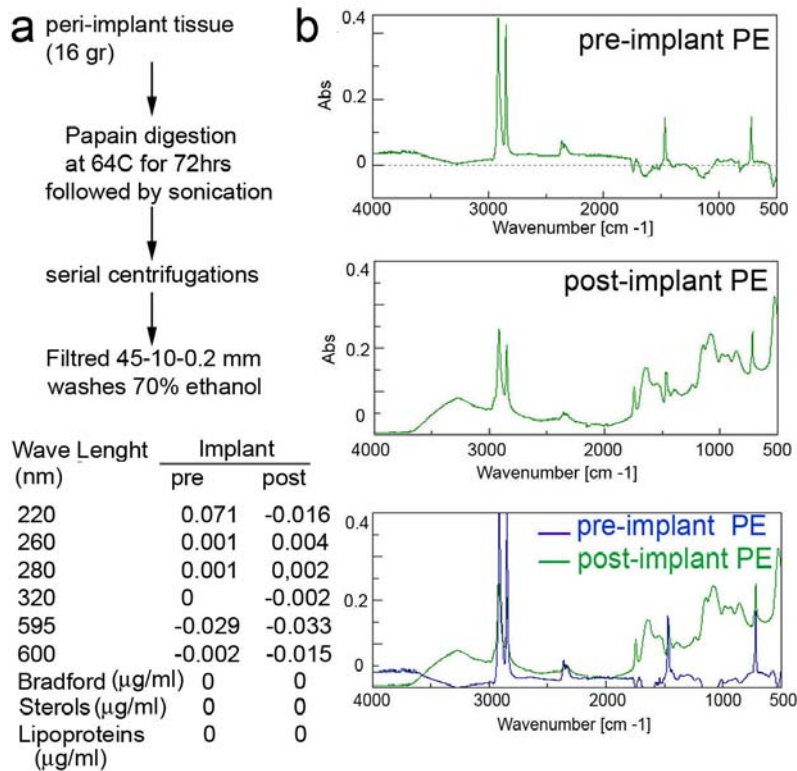 a
peri-implant tissue
(16 gr)
Papain digestion
at 64C for 72hrs
followed by sonication
serial centrifugations
Filtred 45-10-0.2 mm
washes 70% ethanol
Wave Lenght Implant
(nm) pre post
220 0.071 -0.016
260 0.001 0.004
280 0.001 0,002
320 0 -0.002
595 -0.029 -0.033
600 -0.002 -0.015
Bradford (µg/ml) 0 0
Sterols (µg/ml) 0 0
Lipoproteins 0 0
(µg/ml)
b
pre-implant PE
0.4
0.2
0
Abs
4000 3000 2000 1000 500
Wavenumber [cm -1]
post-implant PE
0.4
0.2
0
Abs
4000 3000 2000 1000 500
Wavenumber [cm -1]
pre-implant PE
post-implant PE
0.4
0.2
0
4000 3000 2000 1000 500
Wavenumber [cm -1]